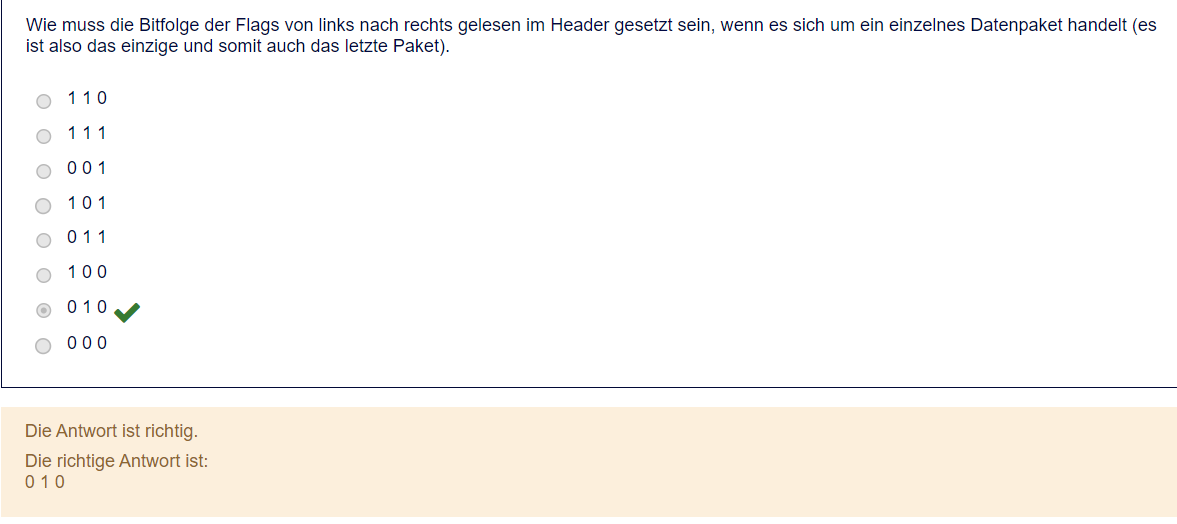 Wie muss die Bitfolge der Flags von links nach rechts gelesen im Header gesetzt sein, wenn es sich um ein einzelnes Datenpaket handelt (es
ist also das einzige und somit auch das letzte Paket).
1 1 0
1 1 1
0 0 1
1 0 1
0 1 1
1 0 0
0 1 0
0 0 0
Die Antwort ist richtig.
Die richtige Antwort ist:
0 1 0